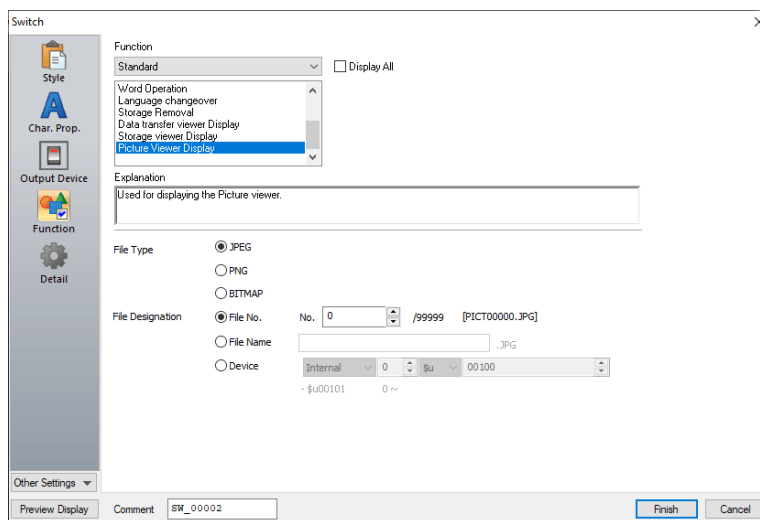 Switch
Style
Char. Prop.
Output Device
Function
Detail
Other Settings
Function
Standard
Display All
Word Operation
Language changeover
Storage Removal
Data transfer viewer Display
Storage viewer Display
Picture Viewer Display
Explanation
Used for displaying the Picture viewer.
File Type
JPEG
PNG
BITMAP
File Designation
File No. No. 0 /99999 [PICT00000.JPG]
File Name .JPG
Device Internal 0 $u 00100
- $u00101 0 ~
Preview Display Comment SW_00002 Finish Cancel